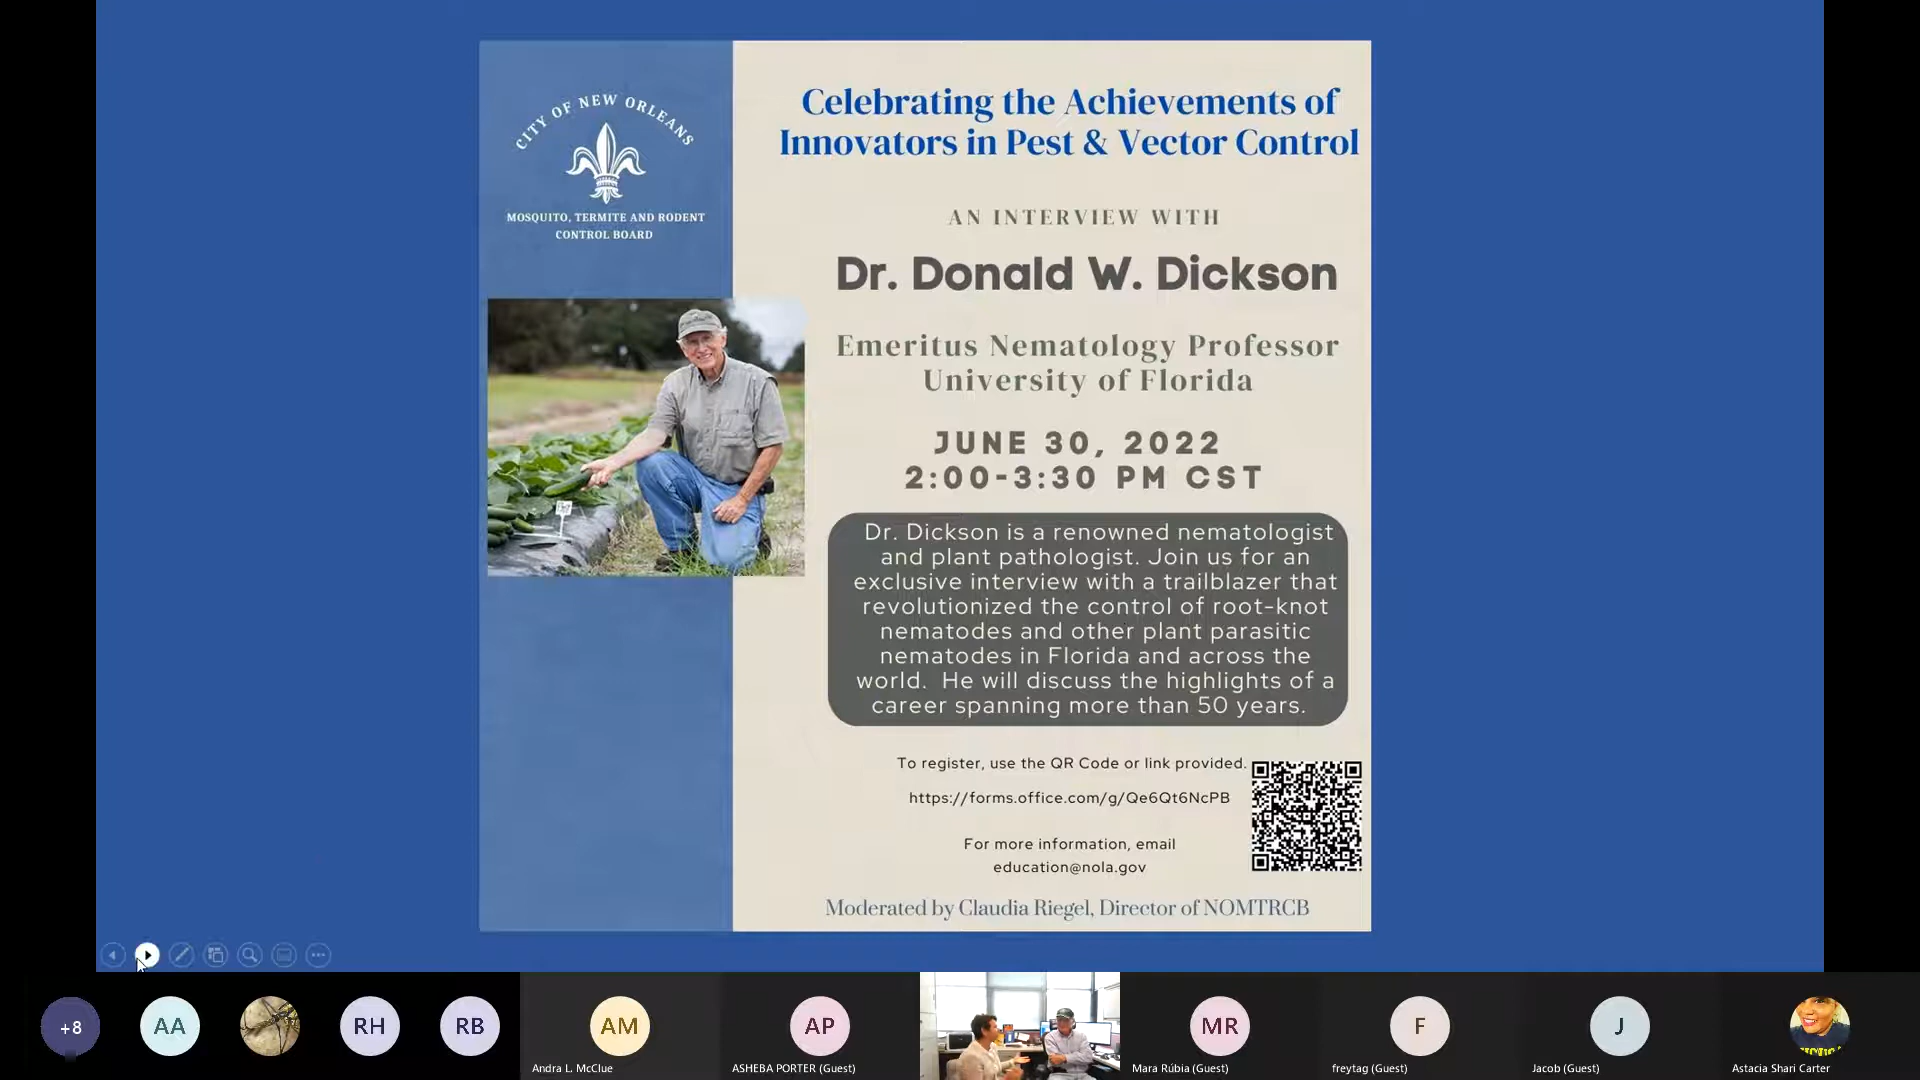 CITY OF NEW ORLEANS
MOSQUITO, TERMITE AND RODENT
CONTROL BOARD
Celebrating the Achievements of
Innovators in Pest & Vector Control
AN INTERVIEW WITH
Dr. Donald W. Dickson
Emeritus Nematology Professor
University of Florida
JUNE 30, 2022
2:00-3:30 PM CST
Dr. Dickson is a renowned nematologist
and plant pathologist. Join us for an
exclusive interview with a trailblazer that
revolutionized the control of root-knot
nematodes and other plant parasitic
nematodes in Florida and across the
world. He will discuss the highlights of a
career spanning more than 50 years.
To register, use the QR Code or link provided.
https://forms.office.com/g/Qe6Qt6NcPB
For more information, email
education@nola.gov
Moderated by Claudia Riegel, Director of NOMTRCB
+8
AA
RH
RB
AM
Andra L. McClue
AP
ASHEBA PORTER (Guest)
MR
Mara Rúbia (Guest)
F
freytag (Guest)
J
Jacob (Guest)
Astacia Shari Carter